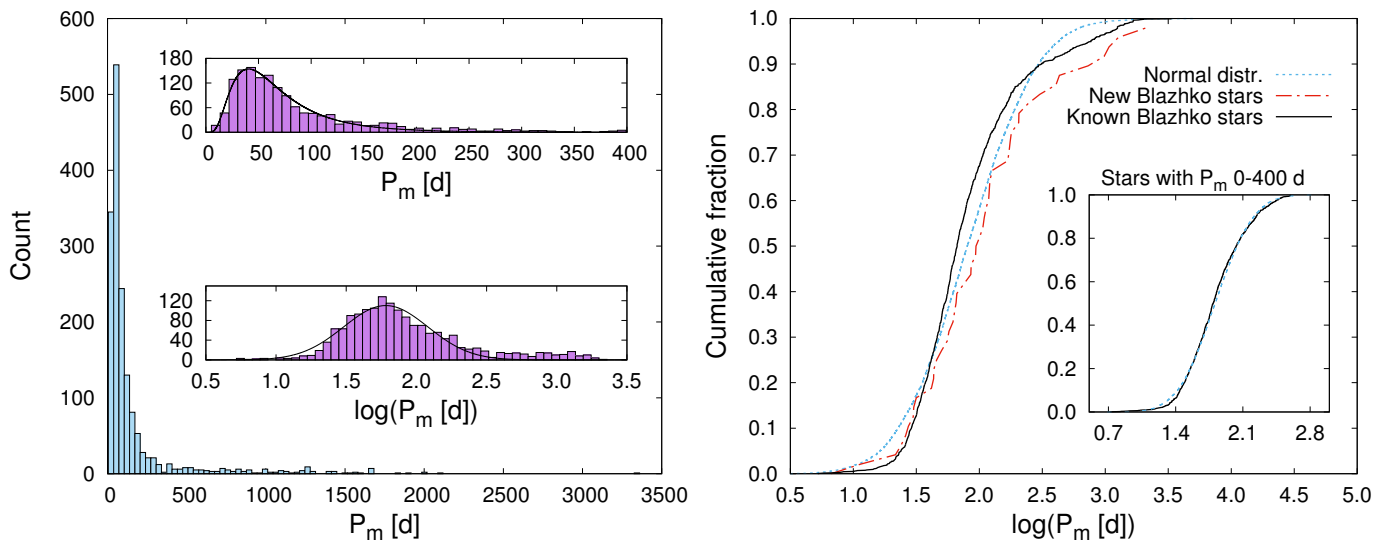 600
500
400
300
200
100
0
Count
0 500 1000 1500 2000 2500 3000 3500
P_m [d]
180
120
60
0
0 50 100 150 200 250 300 350 400
P_m [d]
120
80
40
0
0.5 1.0 1.5 2.0 2.5 3.0 3.5
log(P_m [d])
1.0
0.9
0.8
0.7
0.6
0.5
0.4
0.3
0.2
0.1
0.0
Cumulative fraction
0.5 1.0 1.5 2.0 2.5 3.0 3.5 4.0 4.5 5.0
log(P_m [d])
Normal distr.
New Blazhko stars
Known Blazhko stars
Stars with P_m 0-400 d
1.0
0.8
0.6
0.4
0.2
0.0
0.7 1.4 2.1 2.8